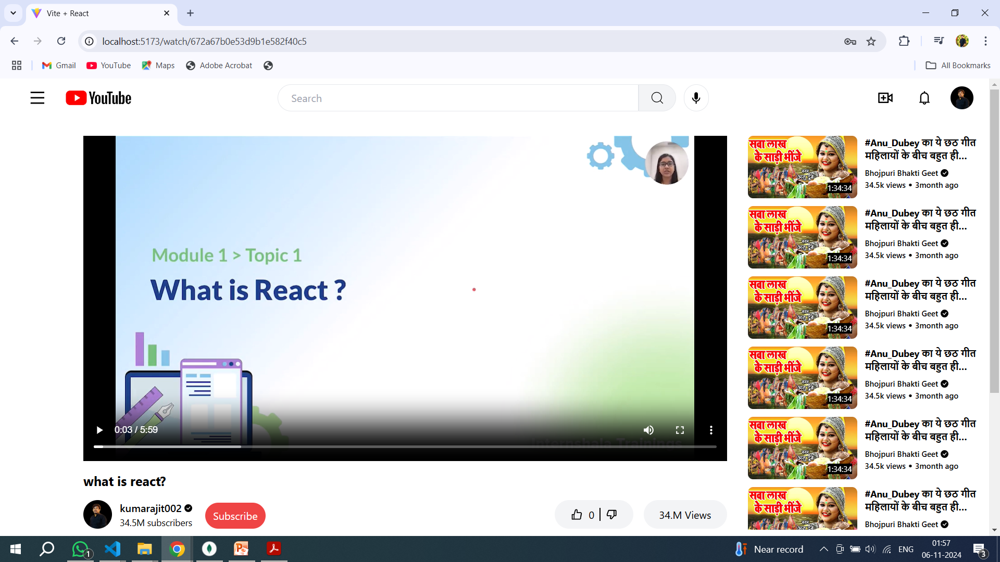 Vite + React
localhost:5173/watch/672a67b0e53d9b1e582f40c5
Gmail
YouTube
Maps
Adobe Acrobat
All Bookmarks
YouTube
Search
Module 1 > Topic 1
What is React ?
0:03 / 5:59
Internshala Trainings
what is react?
kumarajit002
34.5M subscribers
Subscribe
0
34.M Views
सवा लाख
के साड़ी भींजे
स्वर
अनु दुबे
1:34:34
#Anu_Dubey का ये छठ गीत
महिलायों के बीच बहुत ही...
Bhojpuri Bhakti Geet
34.5k views • 3month ago
सवा लाख
के साड़ी भींजे
स्वर
अनु दुबे
1:34:34
#Anu_Dubey का ये छठ गीत
महिलायों के बीच बहुत ही...
Bhojpuri Bhakti Geet
34.5k views • 3month ago
सवा लाख
के साड़ी भींजे
स्वर
अनु दुबे
1:34:34
#Anu_Dubey का ये छठ गीत
महिलायों के बीच बहुत ही...
Bhojpuri Bhakti Geet
34.5k views • 3month ago
सवा लाख
के साड़ी भींजे
स्वर
अनु दुबे
1:34:34
#Anu_Dubey का ये छठ गीत
महिलायों के बीच बहुत ही...
Bhojpuri Bhakti Geet
34.5k views • 3month ago
सवा लाख
के साड़ी भींजे
स्वर
अनु दुबे
1:34:34
#Anu_Dubey का ये छठ गीत
महिलायों के बीच बहुत ही...
Bhojpuri Bhakti Geet
34.5k views • 3month ago
सवा लाख
के साड़ी भींजे
स्वर
अनु दुबे
#Anu_Dubey का ये छठ गीत
महिलायों के बीच बहुत ही...
Bhojpuri Bhakti Geet
1
Near record
ENG
01:57
06-11-2024
3